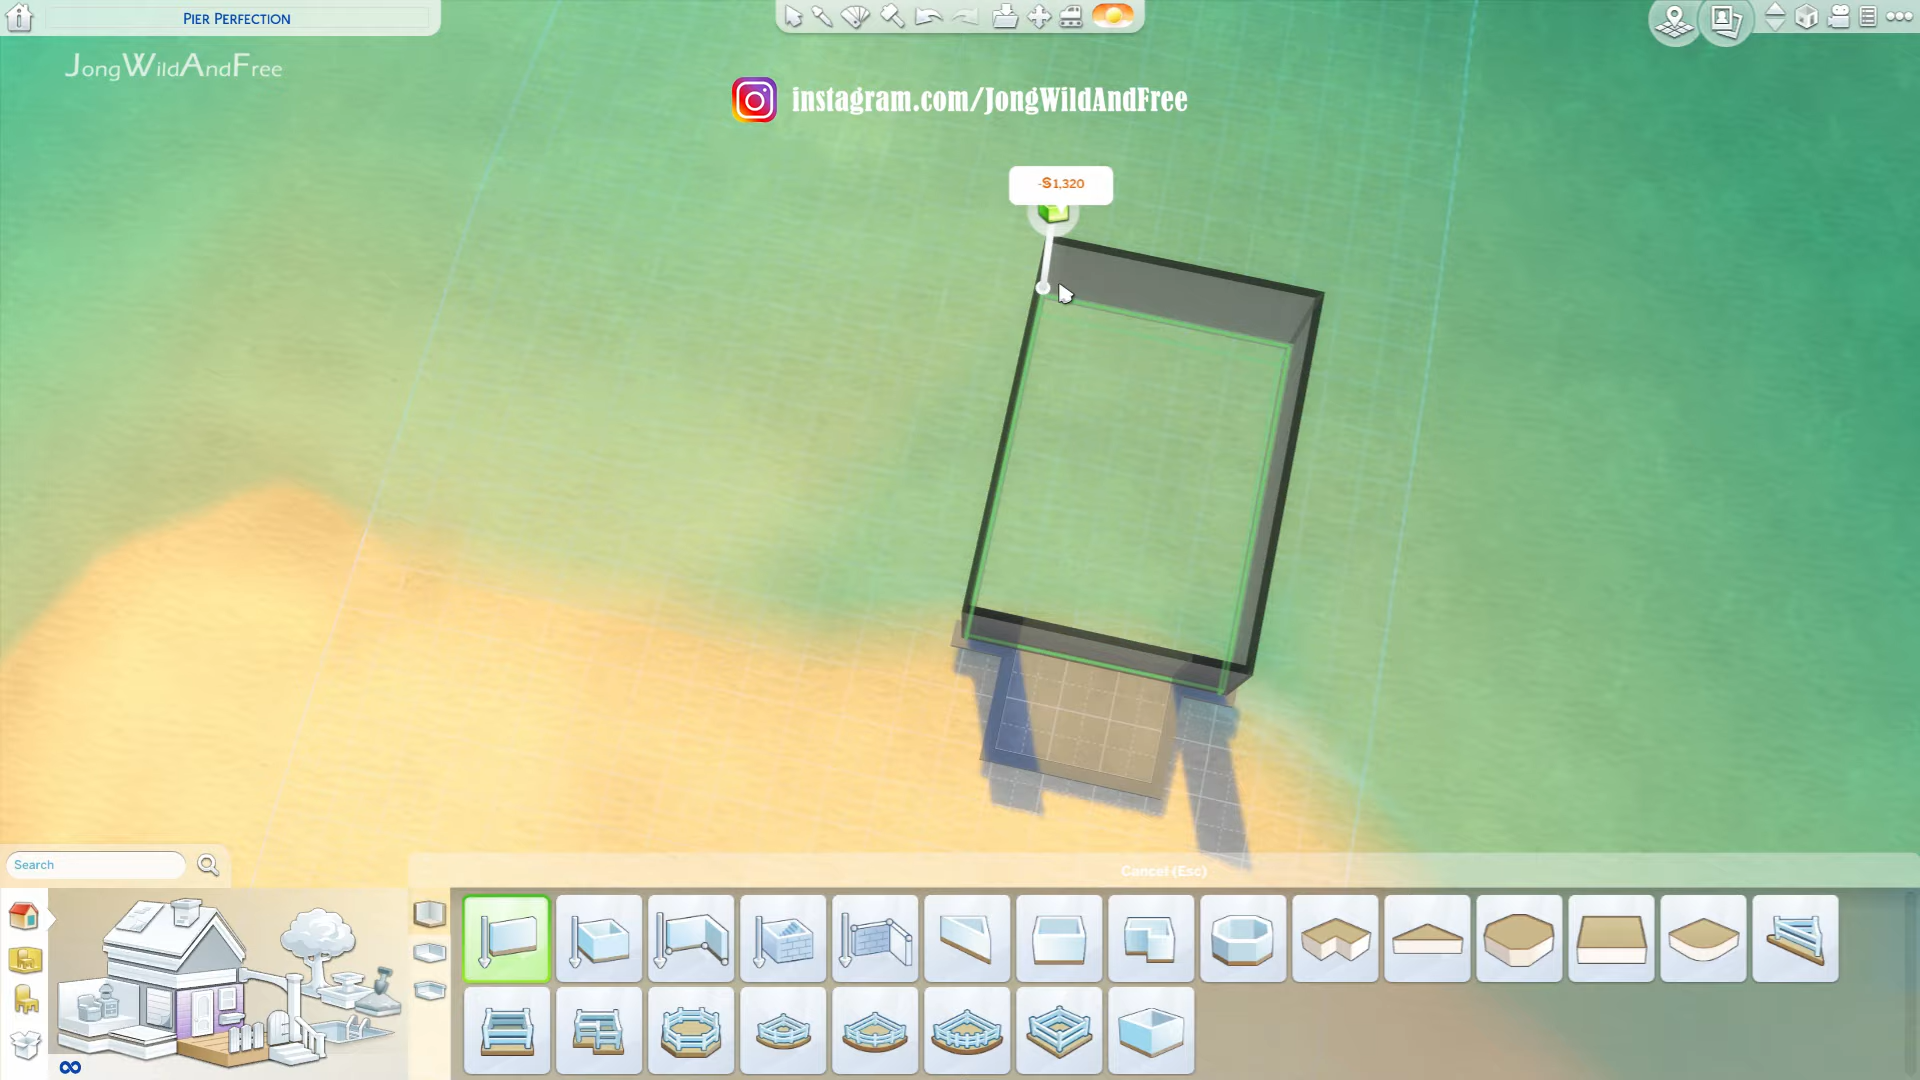 PIER PERFECTION
JongWildAndFree
instagram.com/JongWildAndFree
-§1,320
Search
Cancel (Esc)